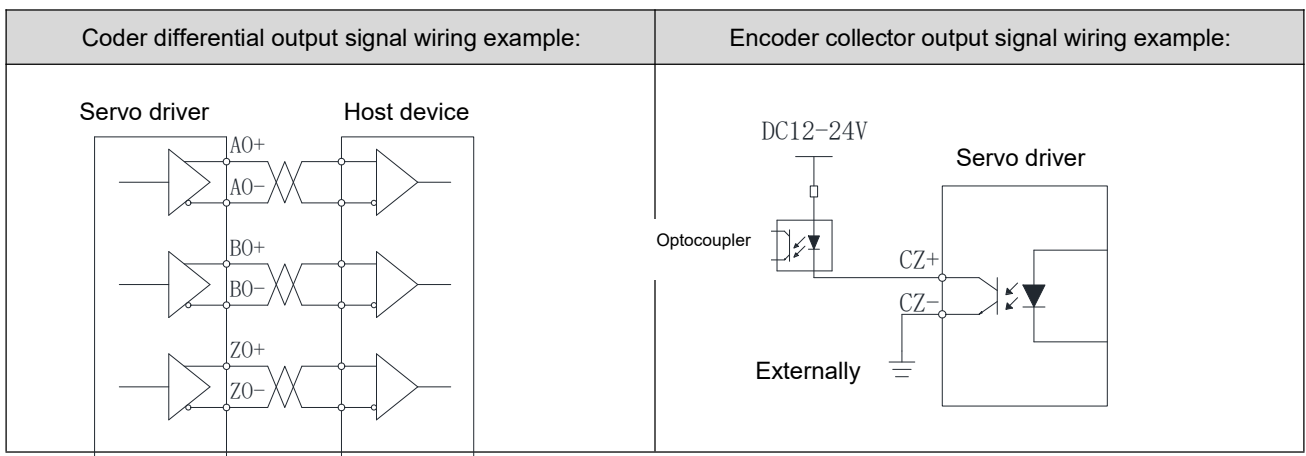 Coder differential output signal wiring example:
Encoder collector output signal wiring example:
Servo driver
Host device
AO+
AO-
BO+
BO-
ZO+
ZO-
DC12-24V
Servo driver
Optocoupler
CZ+
CZ-
Externally